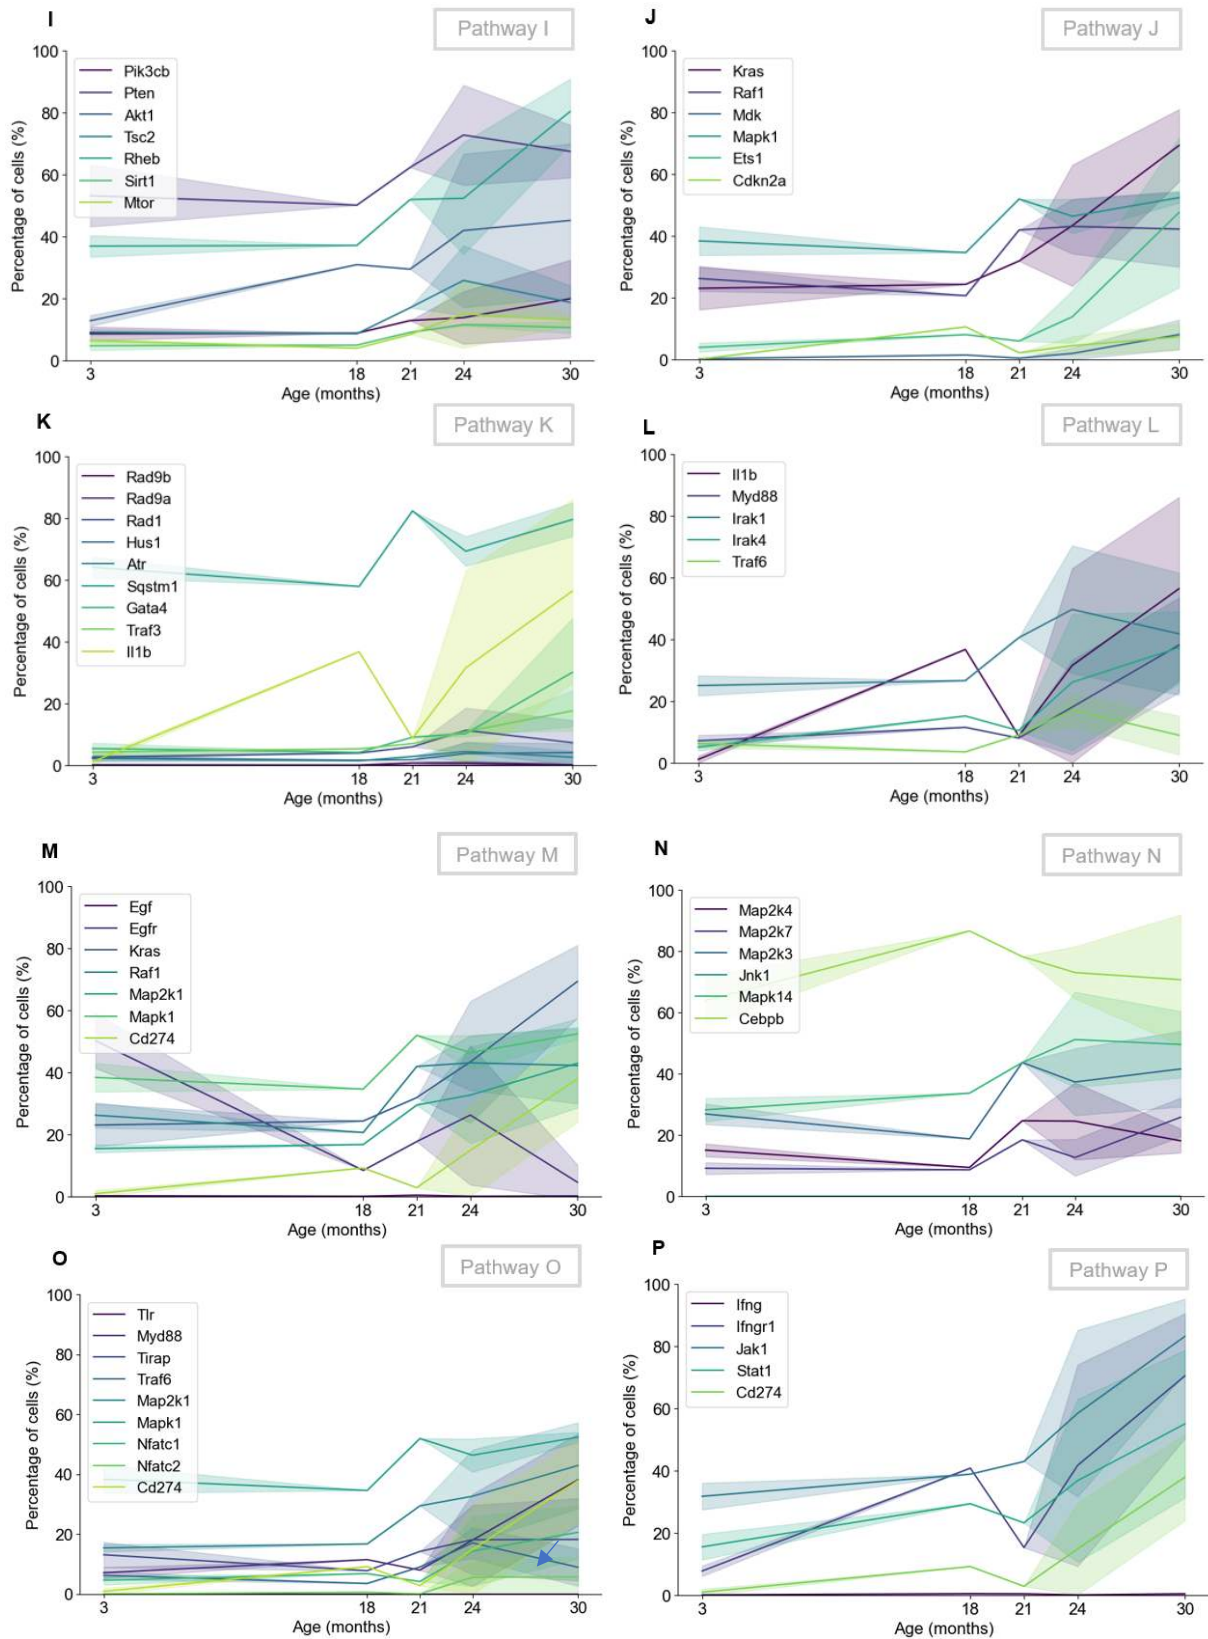 I
Pathway I
100
80
60
40
20
0
Percentage of cells (%)
Pik3cb
Pten
Akt1
Tsc2
Rheb
Sirt1
Mtor
3 18 21 24 30
Age (months)
J
Pathway J
100
80
60
40
20
0
Percentage of cells (%)
Kras
Raf1
Mdk
Mapk1
Ets1
Cdkn2a
3 18 21 24 30
Age (months)
K
Pathway K
100
80
60
40
20
0
Percentage of cells (%)
Rad9b
Rad9a
Rad1
Hus1
Atr
Sqstm1
Gata4
Traf3
Il1b
3 18 21 24 30
Age (months)
L
Pathway L
100
80
60
40
20
0
Percentage of cells (%)
Il1b
Myd88
Irak1
Irak4
Traf6
3 18 21 24 30
Age (months)
M
Pathway M
100
80
60
40
20
0
Percentage of cells (%)
Egf
Egfr
Kras
Raf1
Map2k1
Mapk1
Cd274
3 18 21 24 30
Age (months)
N
Pathway N
100
80
60
40
20
0
Percentage of cells (%)
Map2k4
Map2k7
Map2k3
Jnk1
Mapk14
Cebpb
3 18 21 24 30
Age (months)
O
Pathway O
100
80
60
40
20
0
Percentage of cells (%)
Tlr
Myd88
Tirap
Traf6
Map2k1
Mapk1
Nfatc1
Nfatc2
Cd274
3 18 21 24 30
Age (months)
P
Pathway P
100
80
60
40
20
0
Percentage of cells (%)
Ifng
Ifngr1
Jak1
Stat1
Cd274
3 18 21 24 30
Age (months)